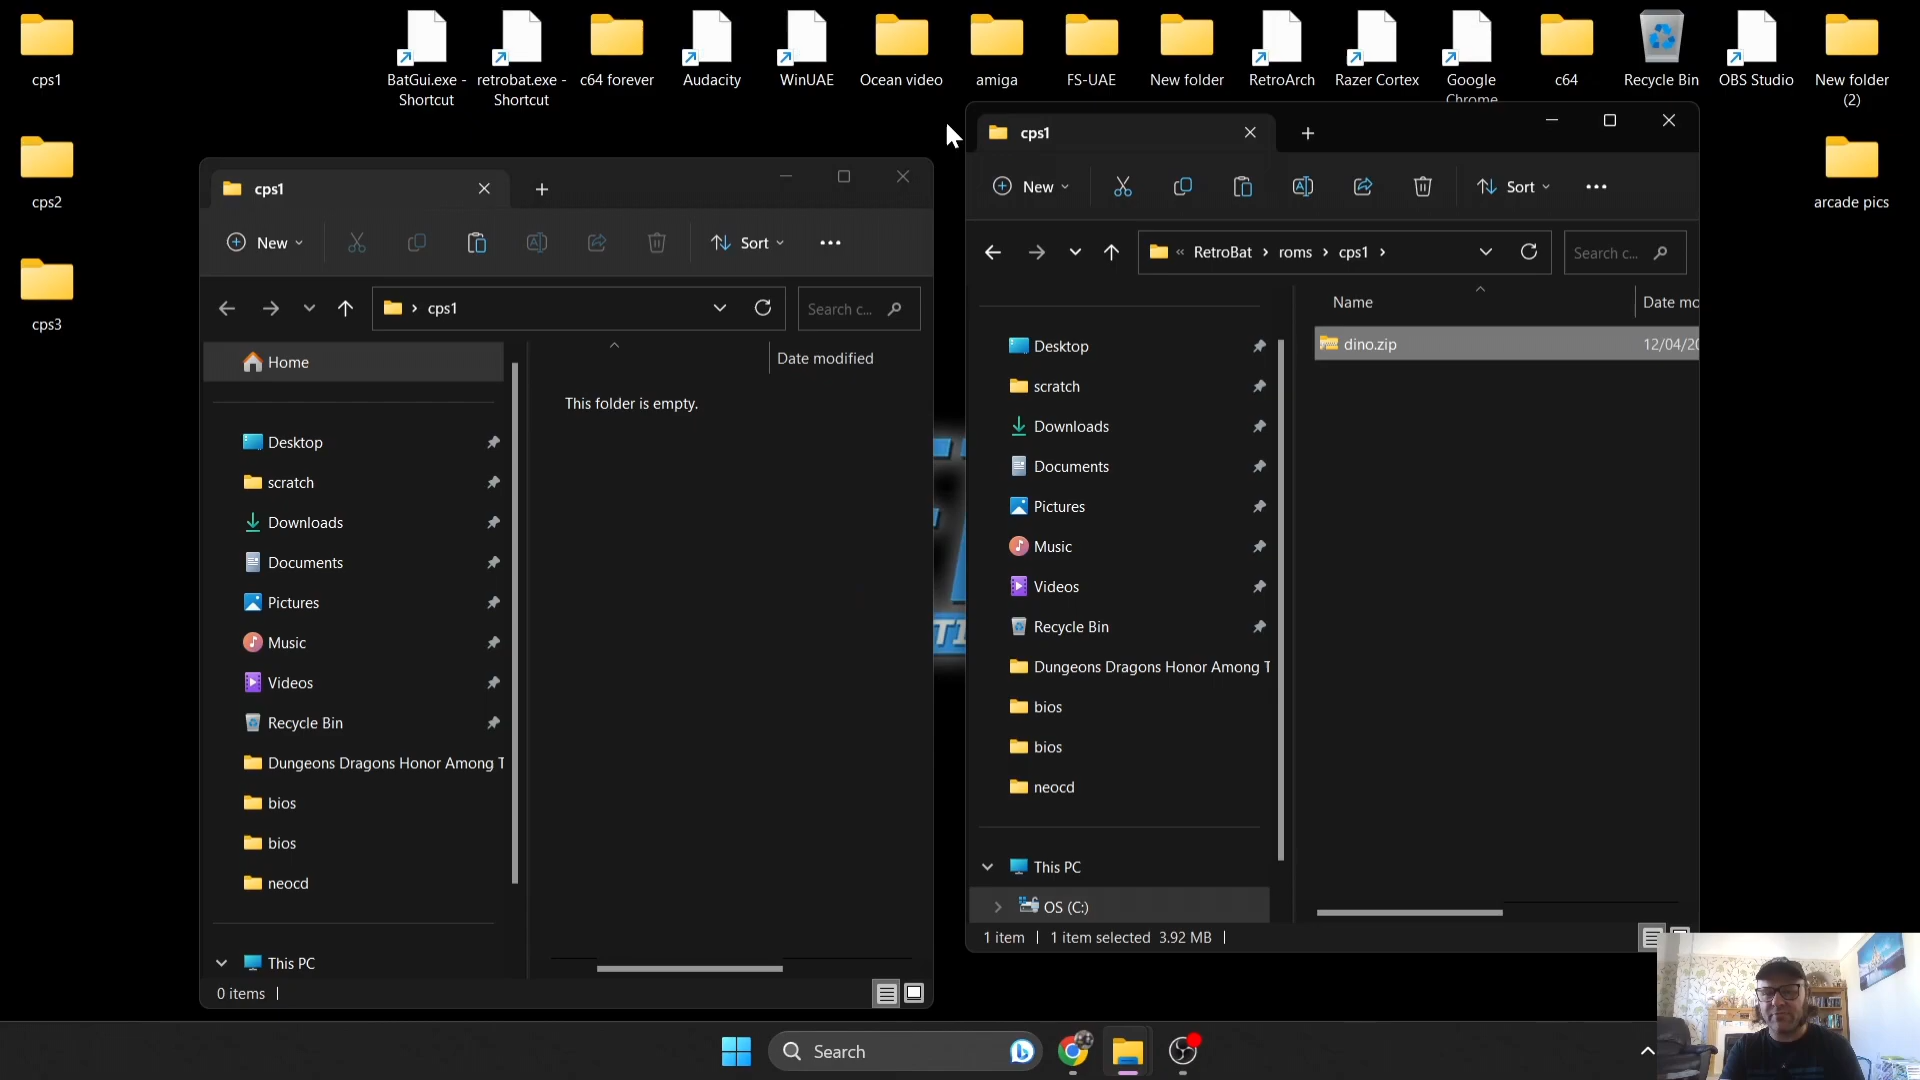 cps1
cps2
cps3
BatGui.exe -
Shortcut
retrobat.exe -
Shortcut
c64 forever
Audacity
WinUAE
Ocean video
amiga
FS-UAE
New folder
RetroArch
Razer Cortex
Google
Chrome
c64
Recycle Bin
OBS Studio
New folder
(2)
arcade pics
cps1
New
Sort
cps1
Search c...
Home
Desktop
scratch
Downloads
Documents
Pictures
Music
Videos
Recycle Bin
Dungeons Dragons Honor Among T
bios
bios
neocd
This PC
Date modified
This folder is empty.
0 items
cps1
New
Sort
« RetroBat > roms > cps1 >
Search c...
Desktop
scratch
Downloads
Documents
Pictures
Music
Videos
Recycle Bin
Dungeons Dragons Honor Among T
bios
bios
neocd
This PC
OS (C:)
Name
Date mo
dino.zip
12/04/20
1 item
1 item selected 3.92 MB
Search